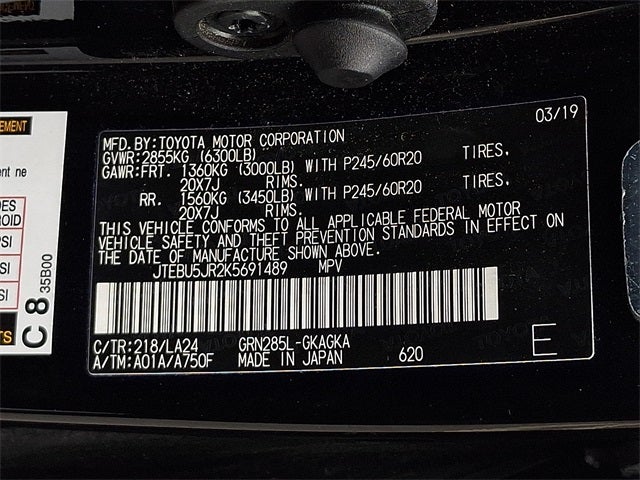 03/19
MFD.BY:TOYOTA MOTOR CORPORATION
GVWR:2855KG (6300LB)
GAWR:FRT. 1360KG (3000LB) WITH P245/60R20 TIRES,
20X7J RIMS.
RR. 1560KG (3450LB) WITH P245/60R20 TIRES,
20X7J RIMS.
THIS VEHICLE CONFORMS TO ALL APPLICABLE FEDERAL MOTOR
VEHICLE SAFETY AND THEFT PREVENTION STANDARDS IN EFFECT ON
THE DATE OF MANUFACTURE SHOWN ABOVE.
JTEBU5JR2K5691489 MPV
C/TR:218/LA24 GRN285L-GKAGKA
A/TM:A01A/A750F MADE IN JAPAN 620
E
C 8
35B00